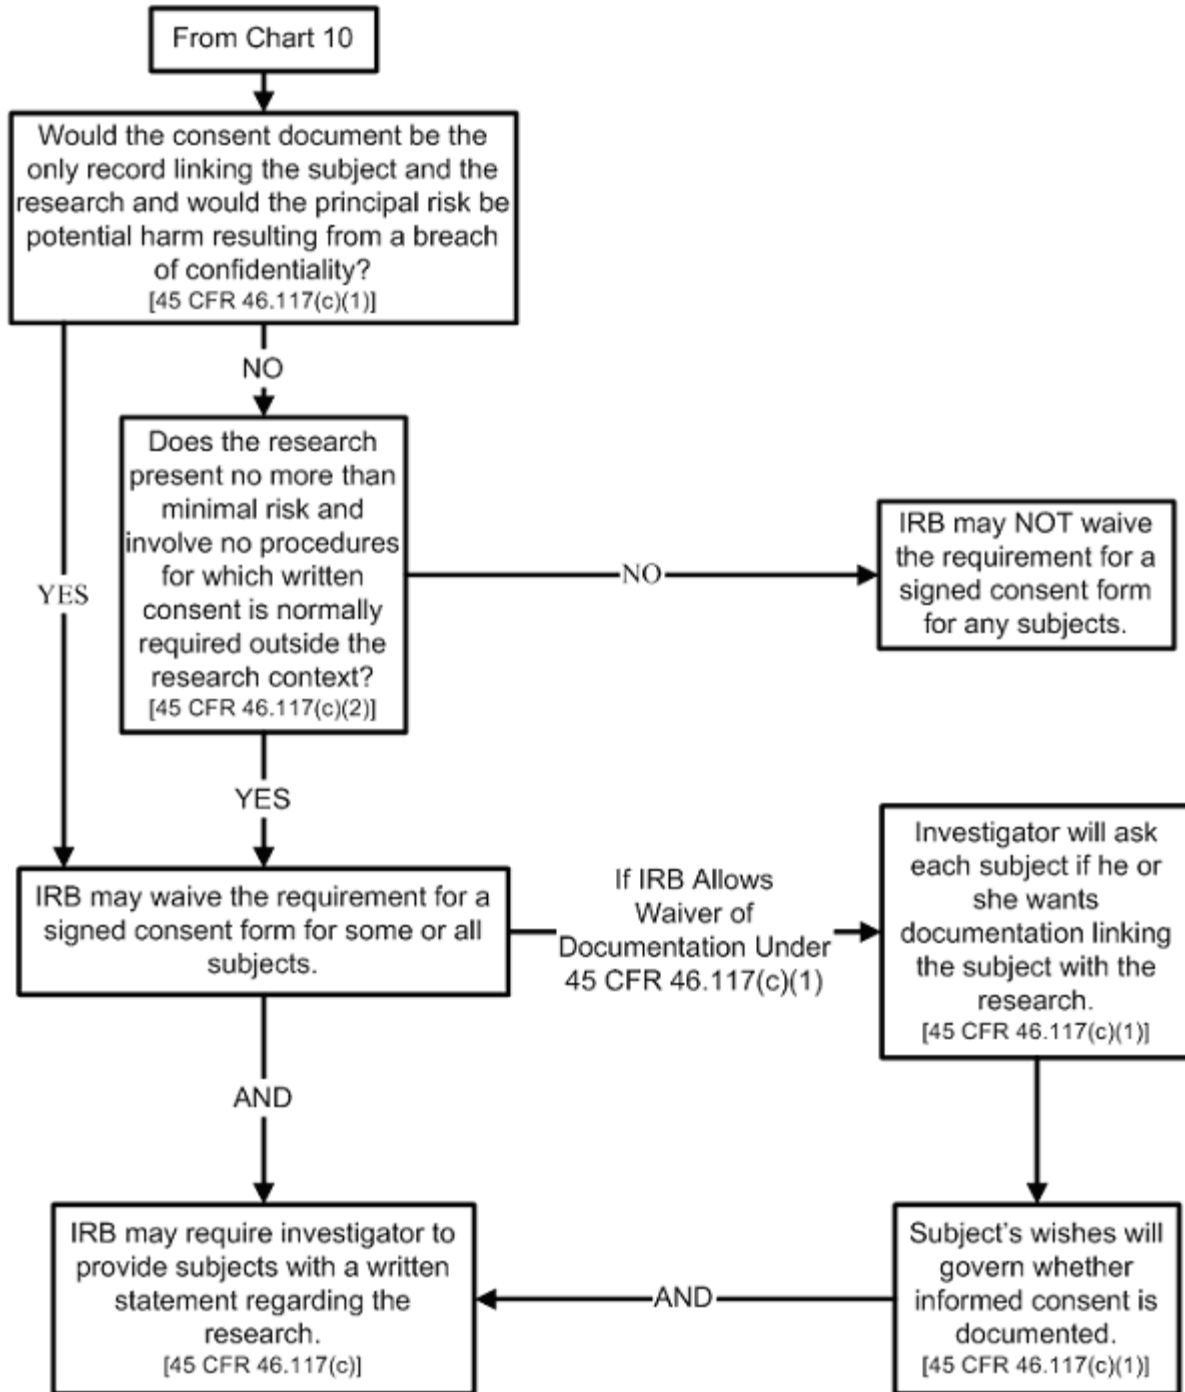 From Chart 10
Would the consent document be the
only record linking the subject and the
research and would the principal risk be
potential harm resulting from a breach
of confidentiality?
[45 CFR 46.117(c)(1)]
NO
YES
Does the research
present no more than
minimal risk and
involve no procedures
for which written
consent is normally
required outside the
research context?
[45 CFR 46.117(c)(2)]
NO
IRB may NOT waive
the requirement for a
signed consent form
for any subjects.
YES
IRB may waive the requirement for a
signed consent form for some or all
subjects.
If IRB Allows
Waiver of
Documentation Under
45 CFR 46.117(c)(1)
Investigator will ask
each subject if he or
she wants
documentation linking
the subject with the
research.
[45 CFR 46.117(c)(1)]
AND
IRB may require investigator to
provide subjects with a written
statement regarding the
research.
[45 CFR 46.117(c)]
AND
Subject's wishes will
govern whether
informed consent is
documented.
[45 CFR 46.117(c)(1)]